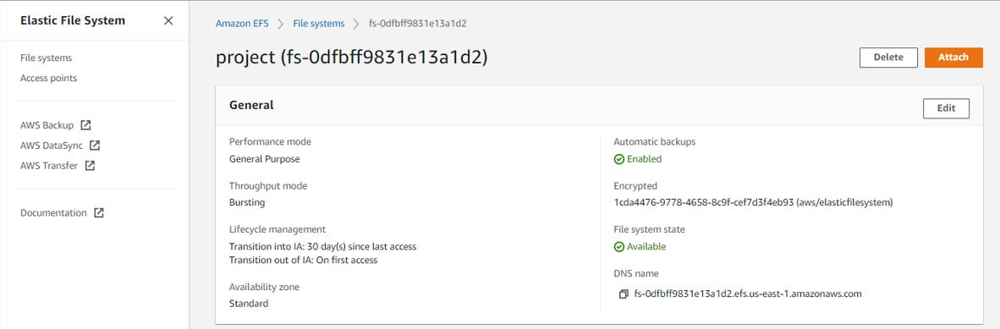 Elastic File System
File systems
Access points
AWS Backup
AWS DataSync
AWS Transfer
Documentation
Amazon EFS
File systems
fs-0dfbff9831e13a1d2
project (fs-0dfbff9831e13a1d2)
Delete
Attach
General
Edit
Performance mode
General Purpose
Throughput mode
Bursting
Lifecycle management
Transition into IA: 30 day(s) since last access
Transition out of IA: On first access
Availability zone
Standard
Automatic backups
Enabled
Encrypted
1cda4476-9778-4658-8c9f-cef7d3f4eb93 (aws/elasticfilesystem)
File system state
Available
DNS name
fs-0dfbff9831e13a1d2.efs.us-east-1.amazonaws.com